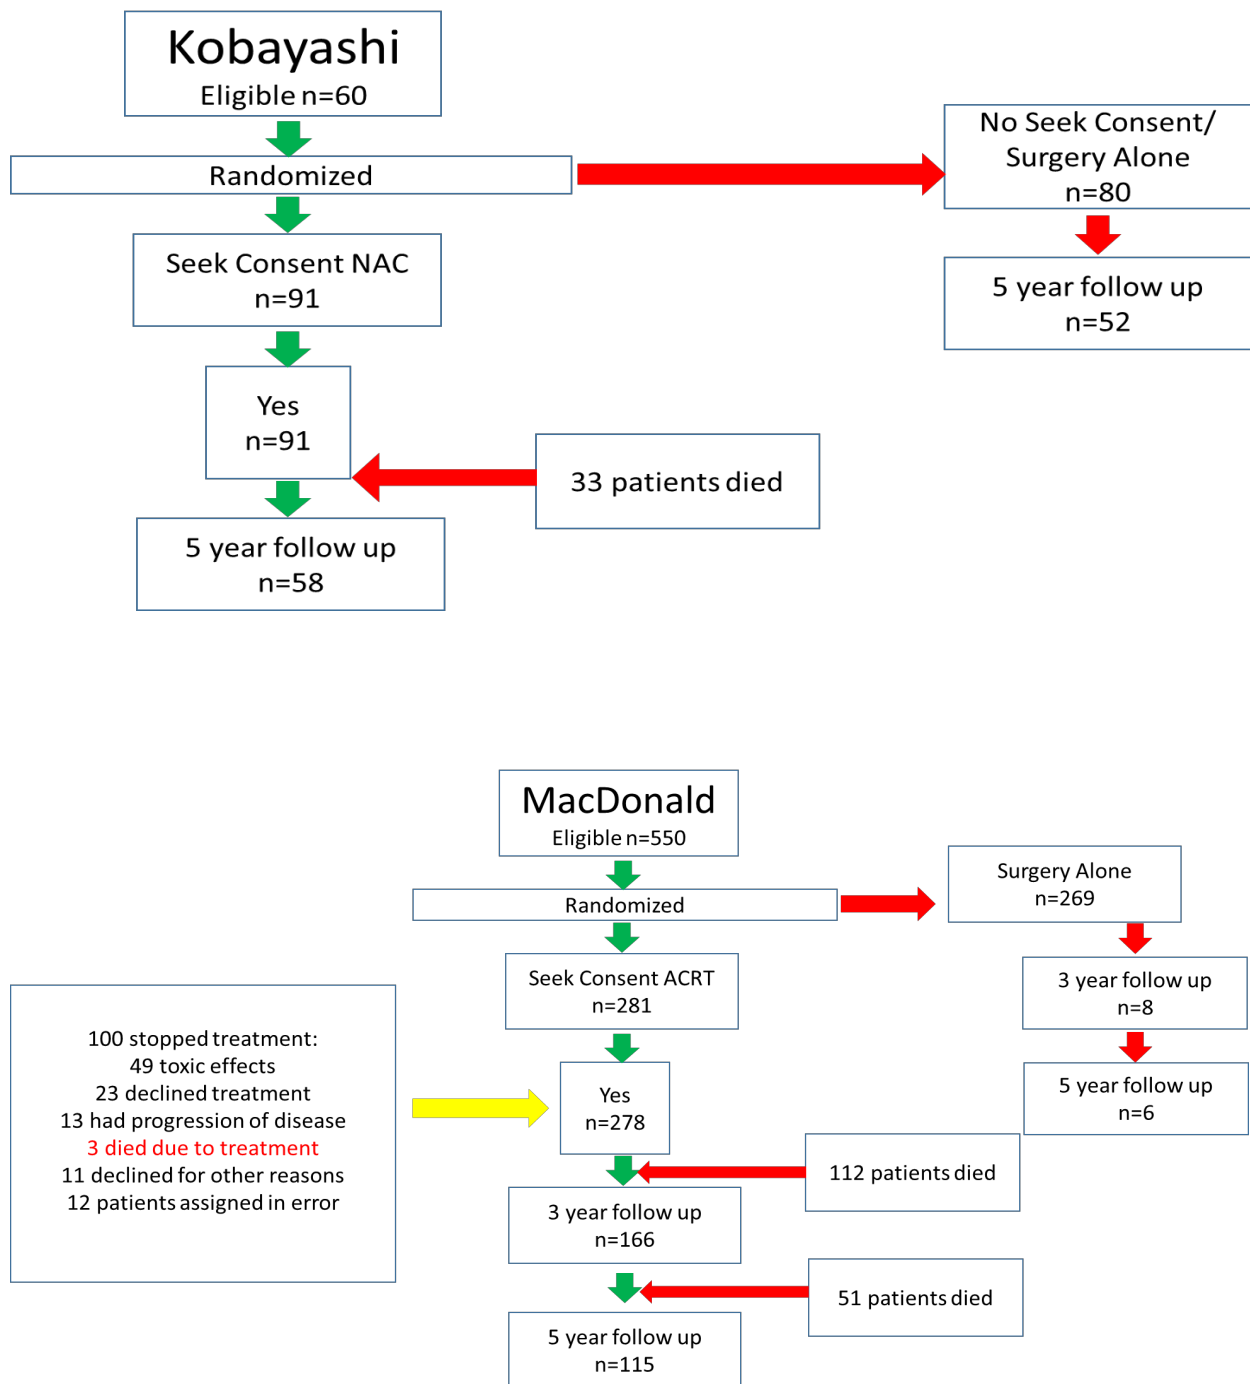 Kobayashi
Eligible n=60
Randomized
No Seek Consent/
Surgery Alone
n=80
Seek Consent NAC
n=91
5 year follow up
n=52
Yes
n=91
33 patients died
5 year follow up
n=58
MacDonald
Eligible n=550
Randomized
Surgery Alone
n=269
Seek Consent ACRT
n=281
3 year follow up
n=8
100 stopped treatment:
49 toxic effects
23 declined treatment
13 had progression of disease
3 died due to treatment
11 declined for other reasons
12 patients assigned in error
Yes
n=278
5 year follow up
n=6
112 patients died
3 year follow up
n=166
51 patients died
5 year follow up
n=115